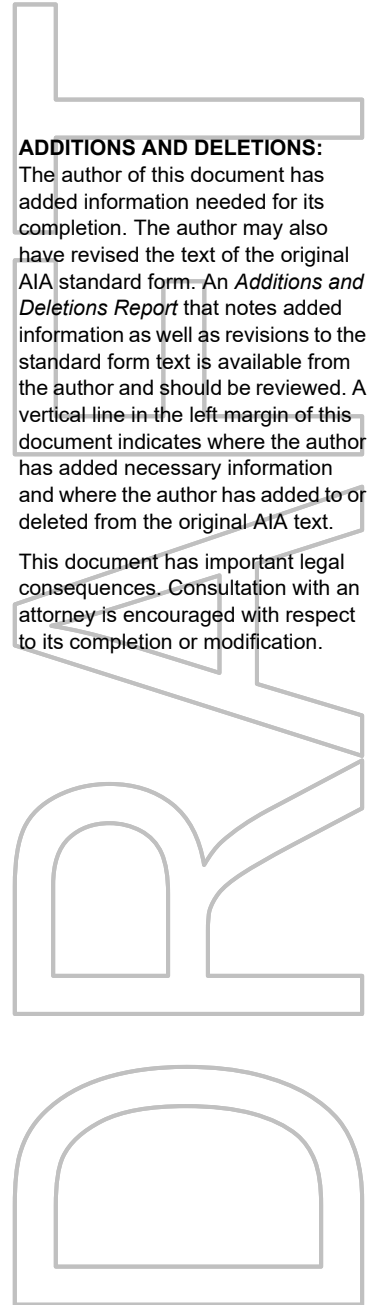 ADDITIONS AND DELETIONS:
The author of this document has
added information needed for its
completion. The author may also
have revised the text of the original
AIA standard form. An Additions and
Deletions Report that notes added
information as well as revisions to the
standard form text is available from
the author and should be reviewed. A
vertical line in the left margin of this
document indicates where the author
has added necessary information
and where the author has added to or
deleted from the original AIA text.
This document has important legal
consequences. Consultation with an
attorney is encouraged with respect
to its completion or modification.
DRAFT